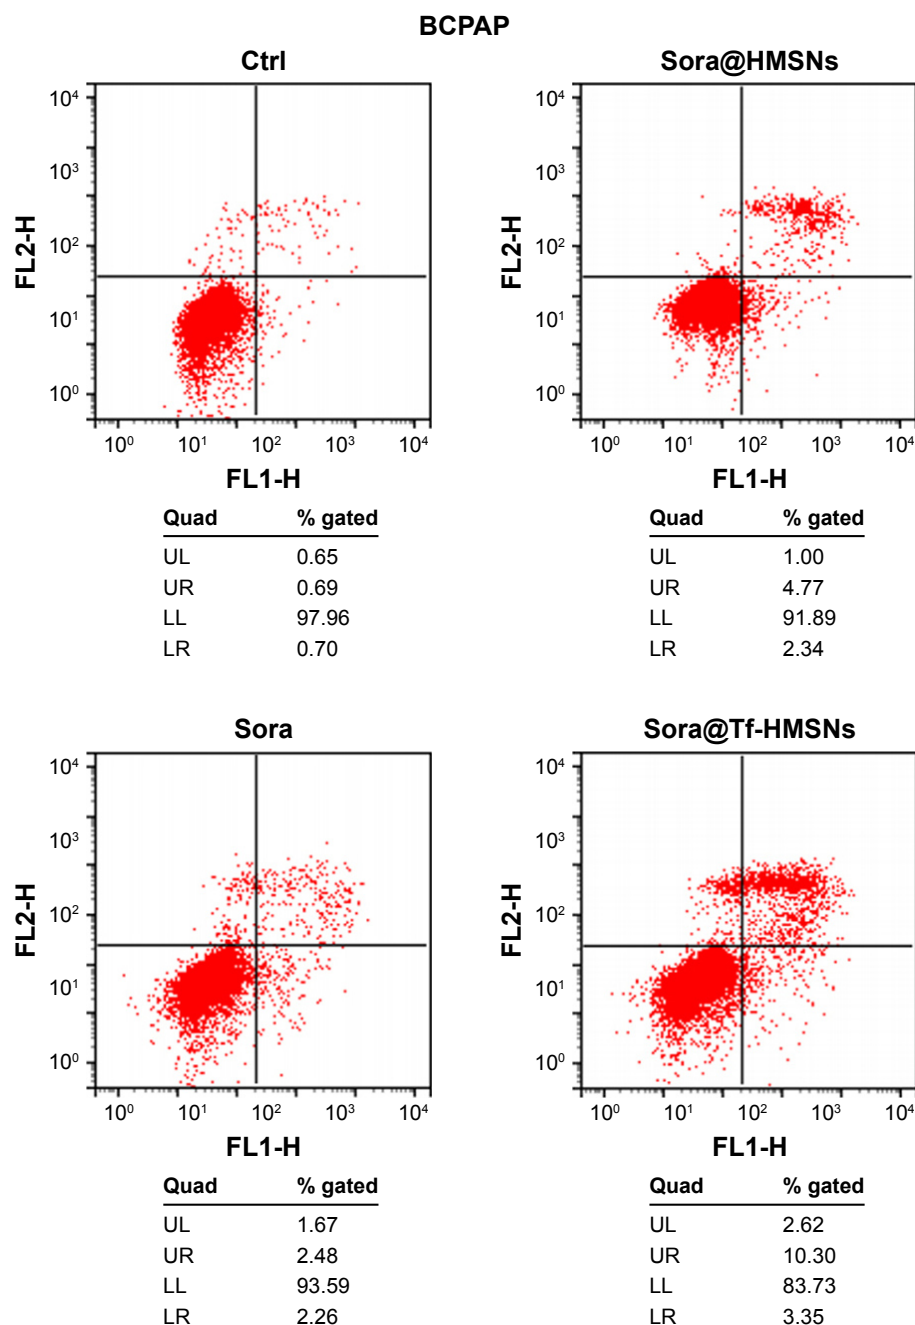 BCPAP
Ctrl
10⁴
10³
10²
10¹
10⁰
FL2-H
10⁰ 10¹ 10² 10³ 10⁴
FL1-H
Quad % gated
UL 0.65
UR 0.69
LL 97.96
LR 0.70
Sora@HMSNs
10⁴
10³
10²
10¹
10⁰
FL2-H
10⁰ 10¹ 10² 10³ 10⁴
FL1-H
Quad % gated
UL 1.00
UR 4.77
LL 91.89
LR 2.34
Sora
10⁴
10³
10²
10¹
10⁰
FL2-H
10⁰ 10¹ 10² 10³ 10⁴
FL1-H
Quad % gated
UL 1.67
UR 2.48
LL 93.59
LR 2.26
Sora@Tf-HMSNs
10⁴
10³
10²
10¹
10⁰
FL2-H
10⁰ 10¹ 10² 10³ 10⁴
FL1-H
Quad % gated
UL 2.62
UR 10.30
LL 83.73
LR 3.35